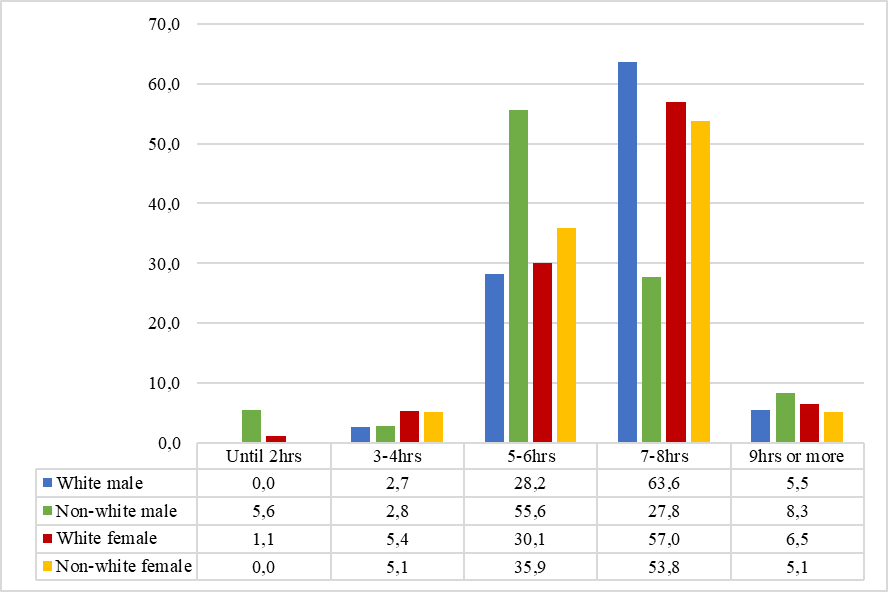 70,0
60,0
50,0
40,0
30,0
20,0
10,0
0,0
Until 2hrs 3-4hrs 5-6hrs 7-8hrs 9hrs or more
White male 0,0 2,7 28,2 63,6 5,5
Non-white male 5,6 2,8 55,6 27,8 8,3
White female 1,1 5,4 30,1 57,0 6,5
Non-white female 0,0 5,1 35,9 53,8 5,1